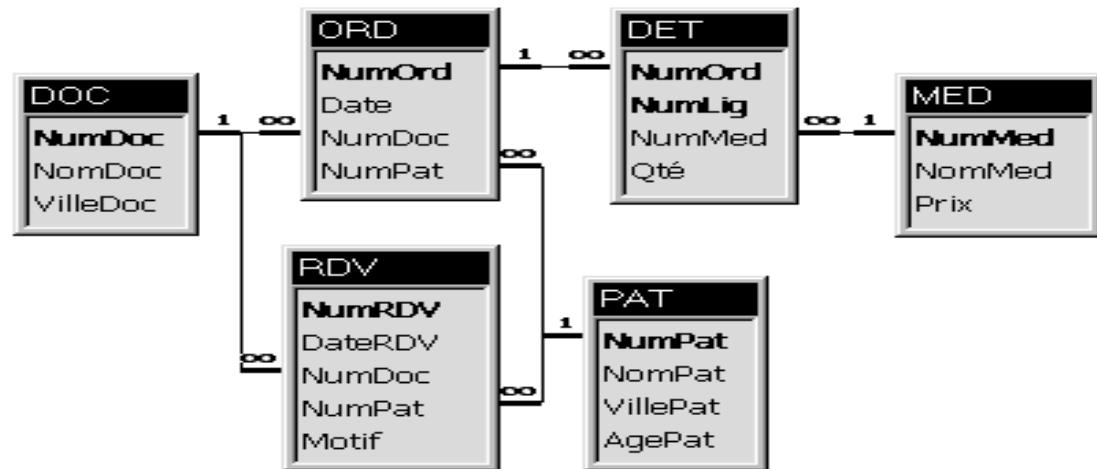 DOC
NumDoc
NomDoc
VilleDoc
1
∞
ORD
NumOrd
Date
NumDoc
NumPat
1
∞
∞
DET
NumOrd
NumLig
NumMed
Qté
∞
1
MED
NumMed
NomMed
Prix
∞
RDV
NumRDV
DateRDV
NumDoc
NumPat
Motif
∞
1
PAT
NumPat
NomPat
VillePat
AgePat